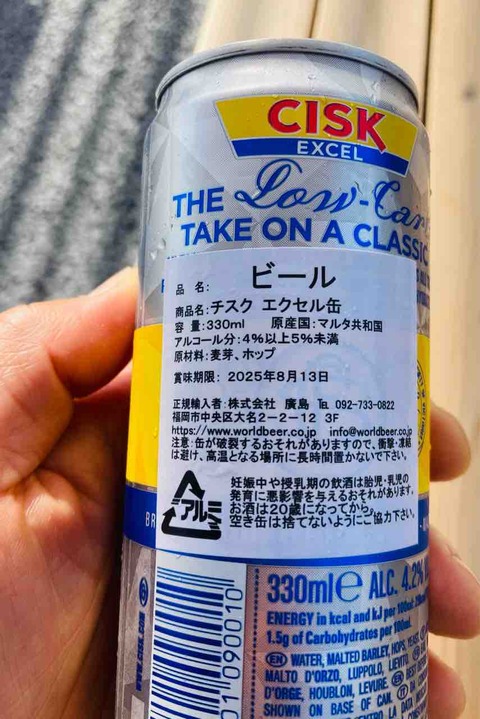 CISK
EXCEL
THE Low-Car
TAKE ON A CLASSIC
品 名: ビール
商品名:チスク エクセル缶
容 量:330ml 原産国:マルタ共和国
アルコール分:4%以上5%未満
原材料:麦芽、ホップ
賞味期限: 2025年8月13日
正規輸入者:株式会社 廣島 ℡ 092-733-0822
福岡市中央区大名2-2-12 3F
https://www.worldbeer.co.jp info@worldbeer.co.jp
注意:缶が破裂するおそれがありますので、衝撃・凍結
は避け、高温となる場所に長時間置かないで下さい。
妊娠中や授乳期の飲酒は胎児・乳児の
発育に悪影響を与えるおそれがあります。
お酒は20歳になってから。
空き缶は捨てないようにご協力下さい。
アルミ
BR
330ml℮ ALC. 4.2%
ENERGY in kcal and kJ per 100ml:
1.5g of Carbohydrates per 100ml.
EN WATER, MALTED BARLEY, HOPS,
MALTO D'ORZO, LUPPOLO, LIEVITO.
D'ORGE, HOUBLON, LEVURE.
SHOWN ON BASE OF CAN.
01090010
WWW.CISK.COM